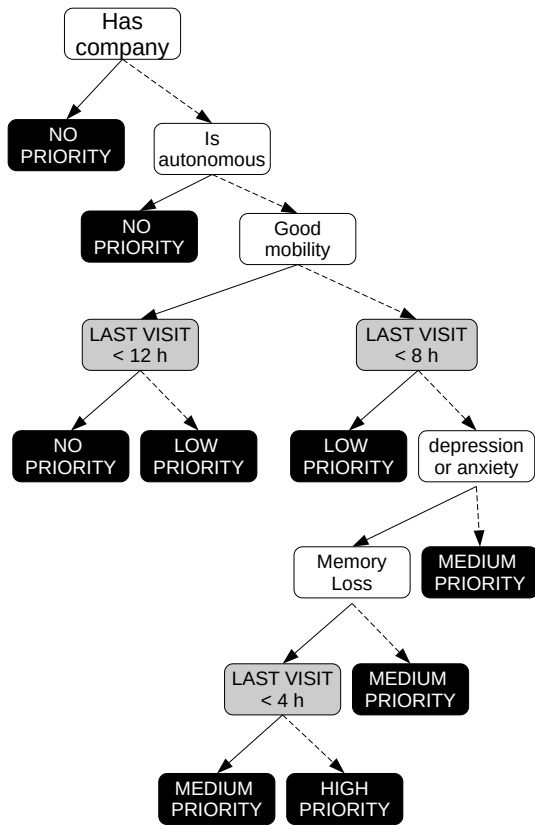 Has
company
NO
PRIORITY
Is
autonomous
NO
PRIORITY
Good
mobility
LAST VISIT
< 12 h
LAST VISIT
< 8 h
NO
PRIORITY
LOW
PRIORITY
LOW
PRIORITY
depression
or anxiety
Memory
Loss
MEDIUM
PRIORITY
LAST VISIT
< 4 h
MEDIUM
PRIORITY
MEDIUM
PRIORITY
HIGH
PRIORITY